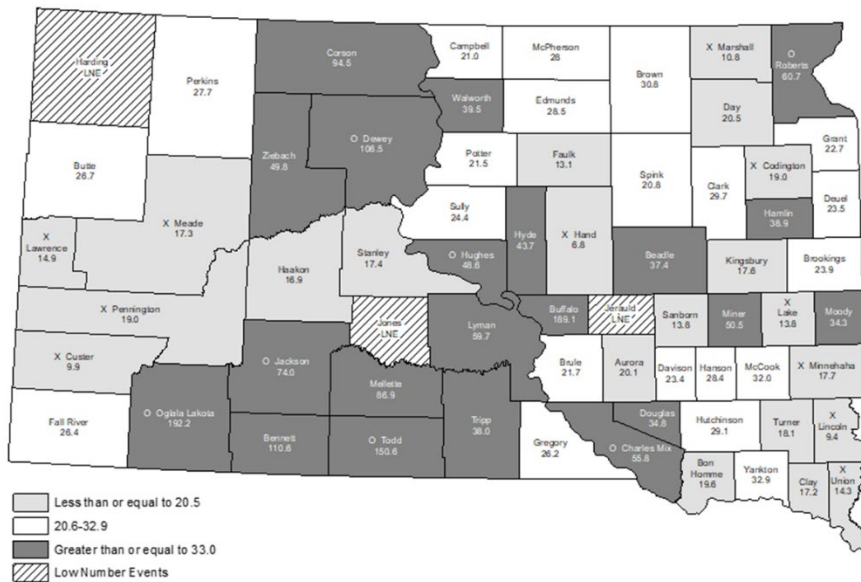 Harding
LNE
Perkins
27.7
Corson
94.5
Campbell
21.0
McPherson
28
Brown
30.8
X Marshall
10.8
O
Roberts
60.7
Walworth
39.5
Edmunds
28.5
Day
20.5
Butte
26.7
Ziebach
49.8
O Dewey
106.5
Potter
21.5
Faulk
13.1
Spink
20.8
Clark
29.7
X Codington
19.0
Grant
22.7
Deuel
23.5
Hamlin
38.9
X
Lawrence
14.9
X Meade
17.3
Sully
24.4
Hyde
43.7
X Hand
6.8
Beadle
37.4
Kingsbury
17.6
Brookings
23.9
Haakon
16.9
Stanley
17.4
O Hughes
48.6
X Pennington
19.0
Jones
LNE
Lyman
59.7
Buffalo
189.1
Jerauld
LNE
Sanborn
13.8
Miner
50.5
X
Lake
13.8
Moody
34.3
X Custer
9.9
O Jackson
74.0
Mellette
86.9
Brule
21.7
Aurora
20.1
Davison
23.4
Hanson
28.4
McCook
32.0
X Minnehaha
17.7
Fall River
26.4
O Oglala Lakota
192.2
Bennett
110.6
O Todd
150.6
Tripp
38.0
Gregory
26.2
Douglas
34.8
O Charles Mix
55.8
Hutchinson
29.1
Turner
18.1
X
Lincoln
9.4
Bon
Homme
19.6
Yankton
32.9
Clay
17.2
X
Union
14.3
Less than or equal to 20.5
20.6-32.9
Greater than or equal to 33.0
Low Number Events